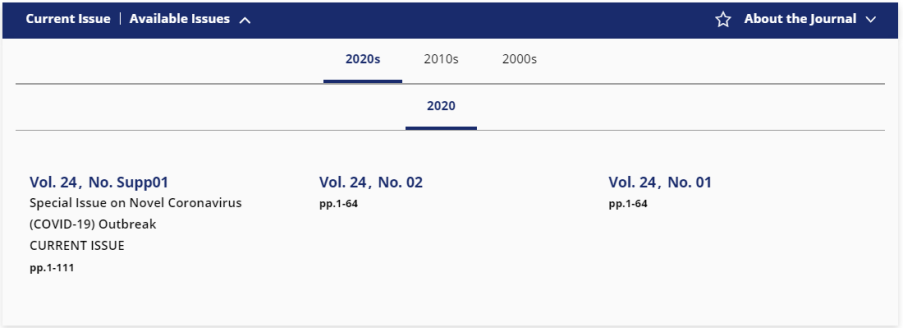 Current Issue | Available Issues
About the Journal
2020s 2010s 2000s
2020
Vol. 24, No. Supp01
Special Issue on Novel Coronavirus
(COVID-19) Outbreak
CURRENT ISSUE
pp.1-111
Vol. 24, No. 02
pp.1-64
Vol. 24, No. 01
pp.1-64